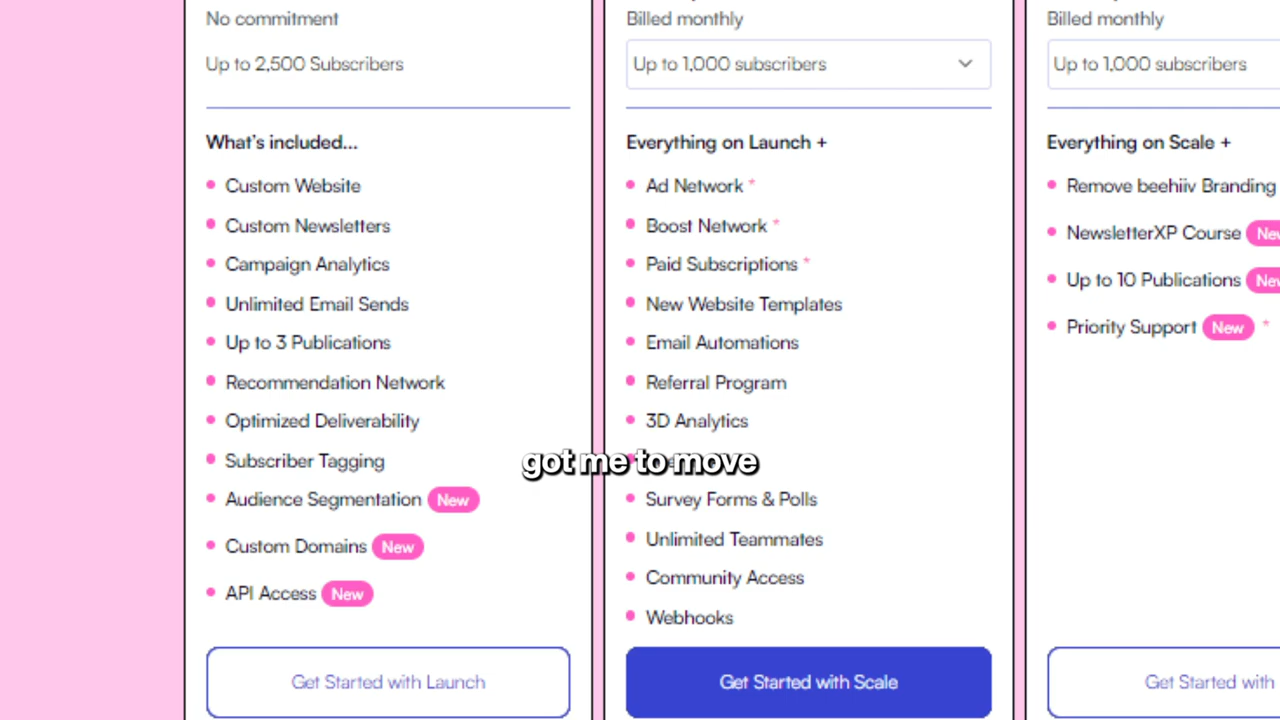 No commitment
Up to 2,500 Subscribers
What's included...
Custom Website
Custom Newsletters
Campaign Analytics
Unlimited Email Sends
Up to 3 Publications
Recommendation Network
Optimized Deliverability
Subscriber Tagging
Audience Segmentation New
Custom Domains New
API Access New
Get Started with Launch
Billed monthly
Up to 1,000 subscribers
Everything on Launch +
Ad Network *
Boost Network *
Paid Subscriptions *
New Website Templates
Email Automations
Referral Program
3D Analytics
got me to move
Survey Forms & Polls
Unlimited Teammates
Community Access
Webhooks
Get Started with Scale
Billed monthly
Up to 1,000 subscribers
Everything on Scale +
Remove beehiiv Branding
NewsletterXP Course New
Up to 10 Publications New
Priority Support New *
Get Started with